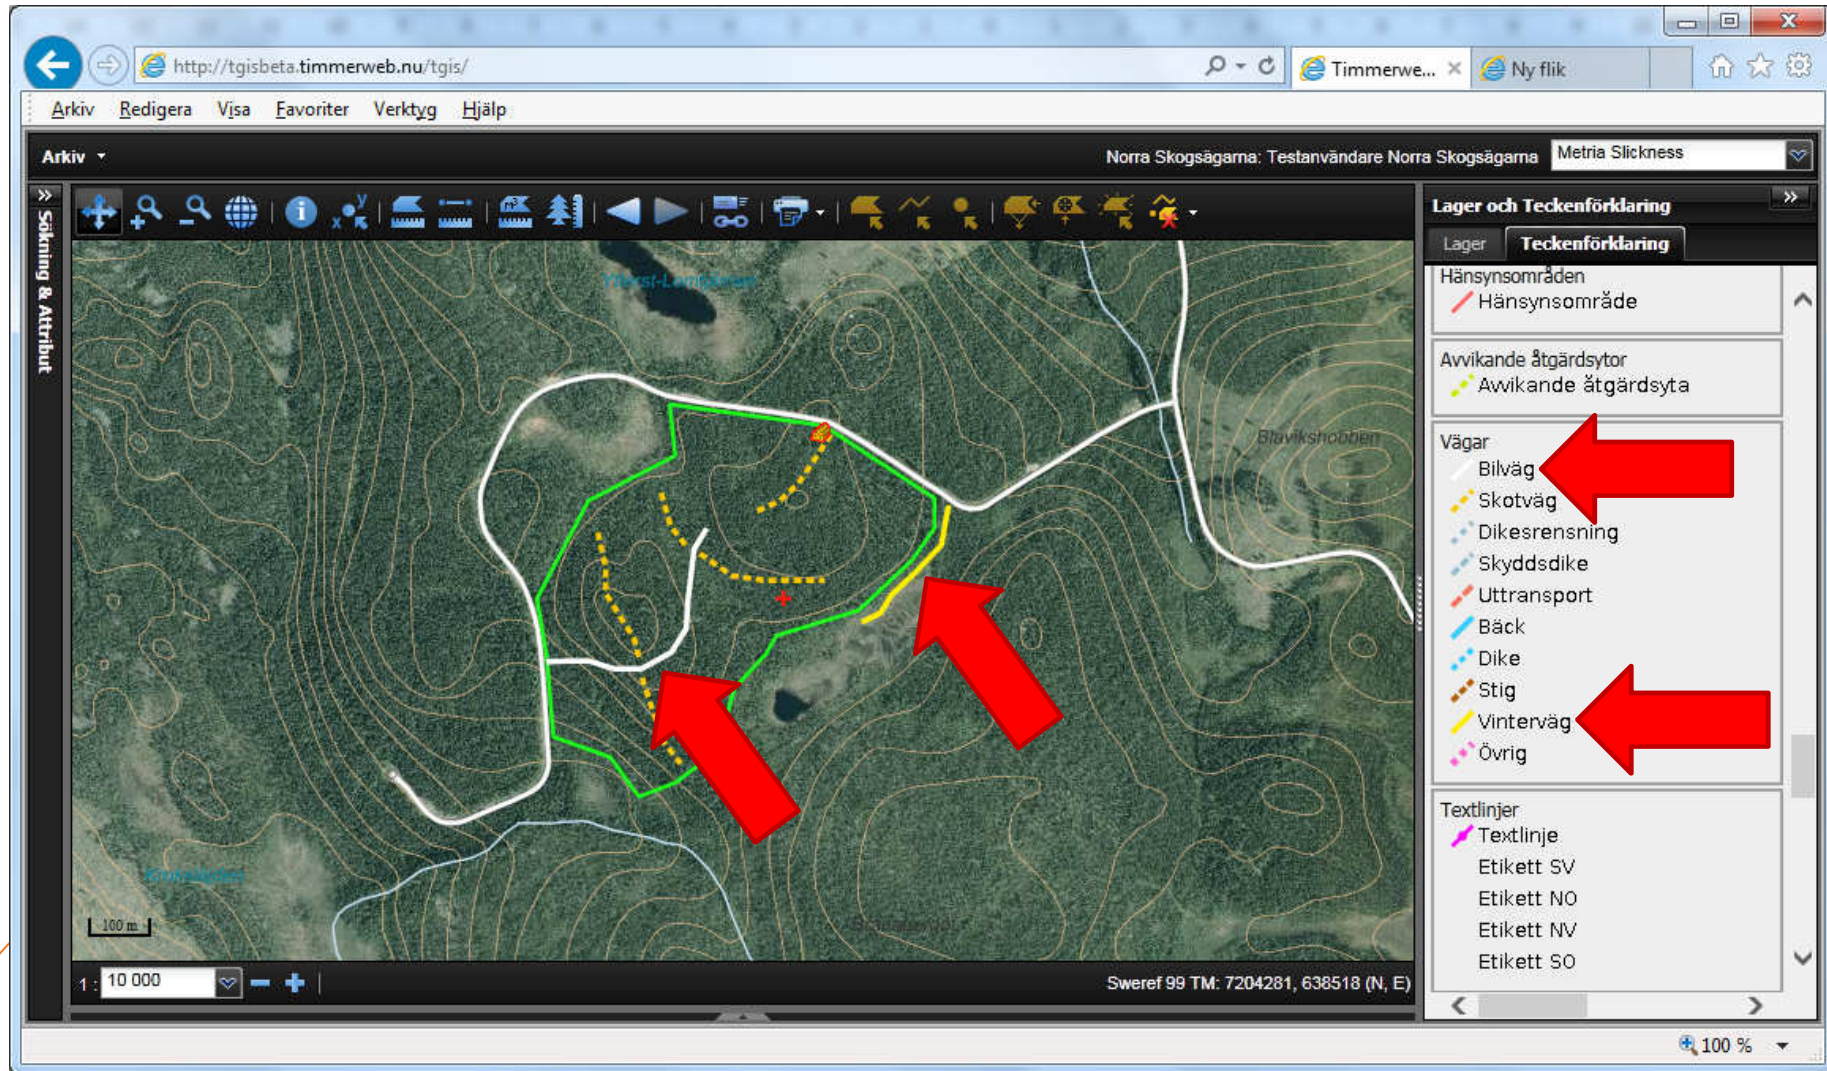 http://tgisbeta.timmerweb.nu/tgis/
Timmerwe...
Ny flik
Arkiv Redigera Visa Favoriter Verktyg Hjälp
Arkiv
Norra Skogsägarna: Testanvändare Norra Skogsägarna
Metria Slickness
Sökning & Attribut
Lager och Teckenförklaring
Lager
Teckenförklaring
Hänsynsområden
Hänsynsområde
Avvikande åtgärdsytor
Avvikande åtgärdsyta
Vägar
Bilväg
Skotväg
Dikesrensning
Skyddsdike
Uttransport
Bäck
Dike
Stig
Vinterväg
Övrig
Textlinjer
Textlinje
Etikett SV
Etikett NO
Etikett NV
Etikett SO
100 m
1 : 10 000
Sweref 99 TM: 7204281, 638518 (N, E)
100 %